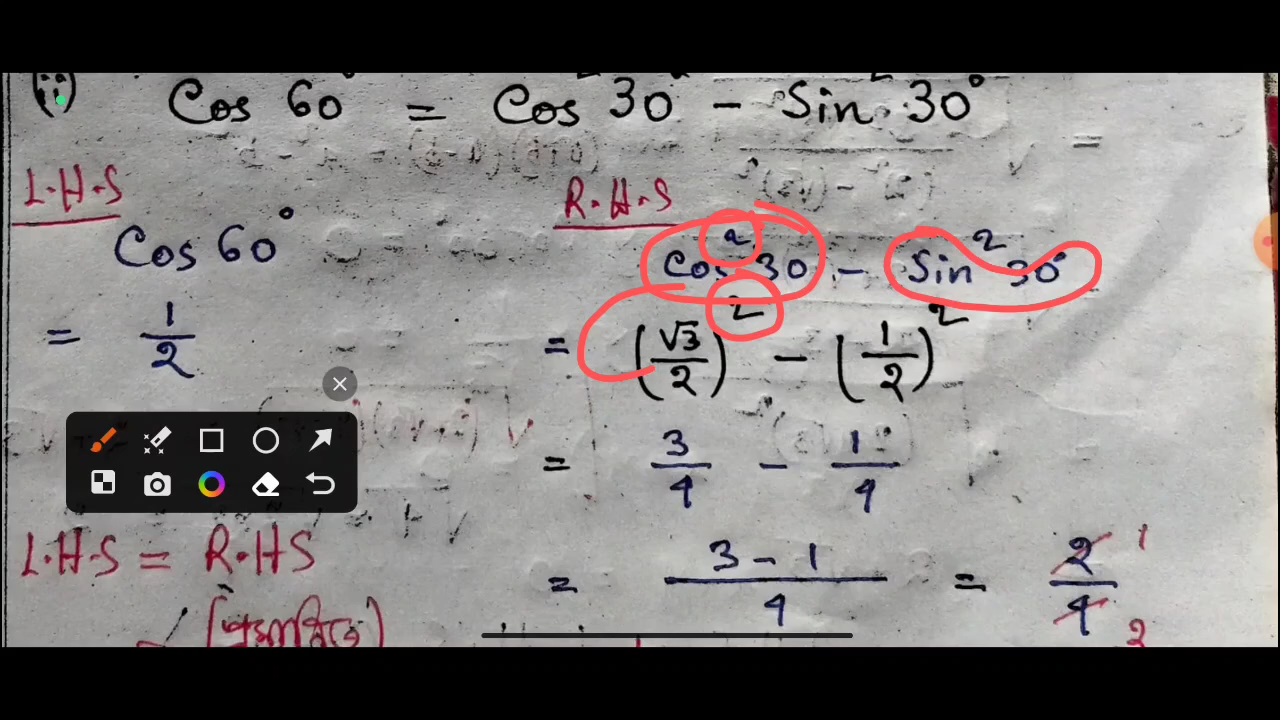 (ii) Cos 60° = Cos² 30° - Sin² 30°
L.H.S
R.H.S
Cos 60°
Cos² 30 - Sin² 30°
= 1/2
= (√3/2)² - (1/2)²
= 3/4 - 1/4
L.H.S = R.HS
= 3 - 1/4 = 2/4 1 2